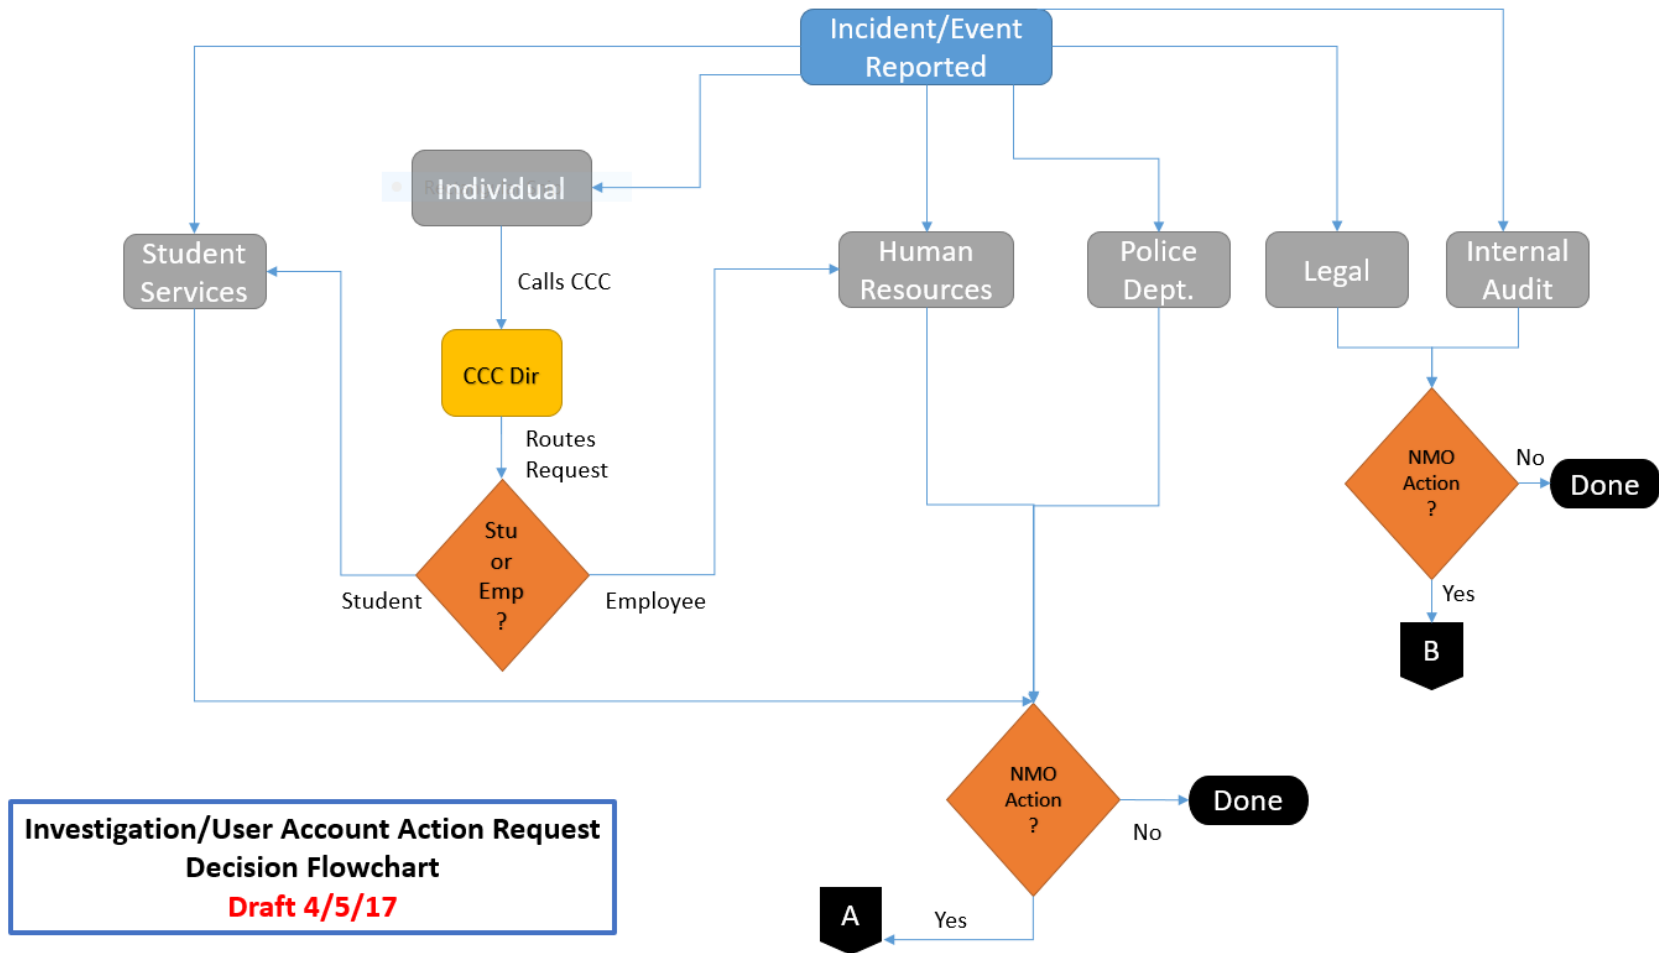 Incident/Event
Reported
Individual
Student
Services
Human
Resources
Police
Dept.
Legal
Internal
Audit
Calls CCC
CCC Dir
Routes
Request
Stu
or
Emp
?
Student
Employee
NMO
Action
?
No
Done
Yes
B
NMO
Action
?
No
Done
Yes
A
Investigation/User Account Action Request
Decision Flowchart
Draft 4/5/17